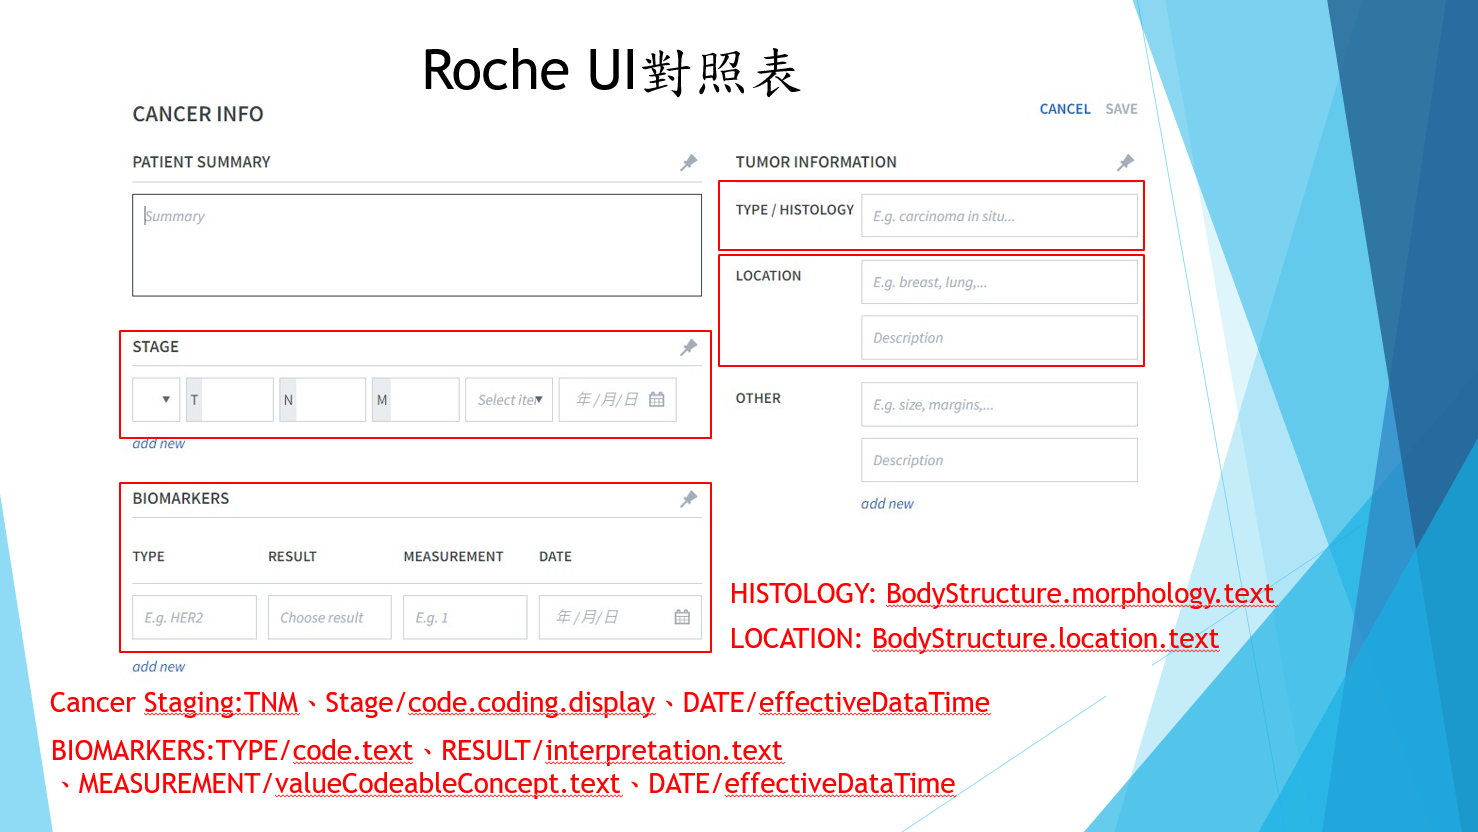 Roche UI對照表
CANCER INFO
CANCEL SAVE
PATIENT SUMMARY
Summary
STAGE
T N M Select iter 年 /月/日
add new
BIOMARKERS
TYPE RESULT MEASUREMENT DATE
E.g. HER2 Choose result E.g. 1 年 /月/日
add new
TUMOR INFORMATION
TYPE / HISTOLOGY E.g. carcinoma in situ...
LOCATION E.g. breast, lung,...
Description
OTHER E.g. size, margins,...
Description
add new
HISTOLOGY: BodyStructure.morphology.text
LOCATION: BodyStructure.location.text
Cancer Staging:TNM、Stage/code.coding.display、DATE/effectiveDataTime
BIOMARKERS:TYPE/code.text、RESULT/interpretation.text
、MEASUREMENT/valueCodeableConcept.text、DATE/effectiveDataTime